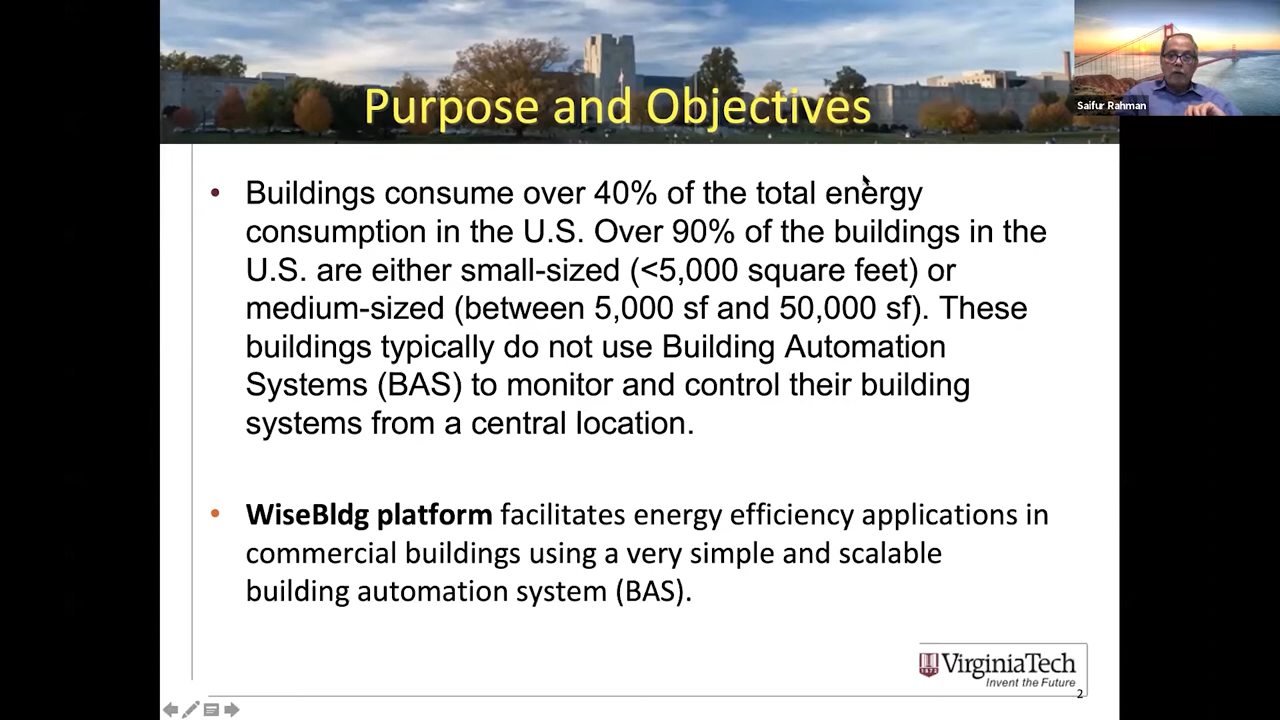 Purpose and Objectives
Saifur Rahman
• Buildings consume over 40% of the total energy
consumption in the U.S. Over 90% of the buildings in the
U.S. are either small-sized (<5,000 square feet) or
medium-sized (between 5,000 sf and 50,000 sf). These
buildings typically do not use Building Automation
Systems (BAS) to monitor and control their building
systems from a central location.
• WiseBldg platform facilitates energy efficiency applications in
commercial buildings using a very simple and scalable
building automation system (BAS).
VirginiaTech
Invent the Future
2